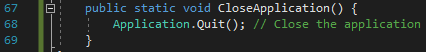 67 public static void CloseApplication() {
68 Application.Quit(); // Close the application
69 }